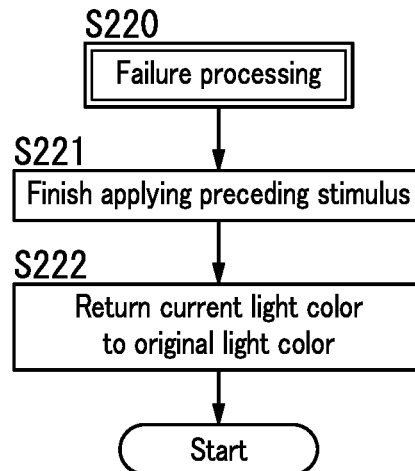 S220
Failure processing
S221
Finish applying preceding stimulus
S222
Return current light color
to original light color
Start